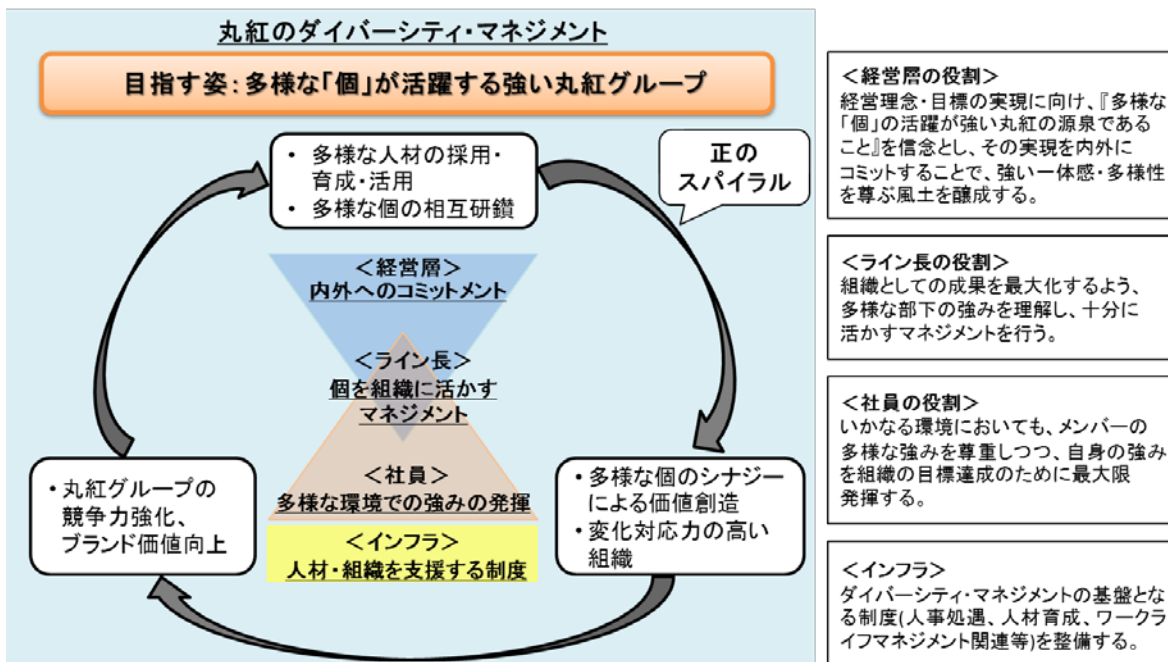 丸紅のダイバーシティ・マネジメント
目指す姿：多様な「個」が活躍する強い丸紅グループ
・ 多様な人材の採用・
育成・活用
・ 多様な個の相互研鑽
正の
スパイラル
＜経営層＞
内外へのコミットメント
＜ライン長＞
個を組織に活かす
マネジメント
＜社員＞
多様な環境での強みの発揮
＜インフラ＞
人材・組織を支援する制度
・多様な個のシナジー
による価値創造
・変化対応力の高い
組織
・丸紅グループの
競争力強化、
ブランド価値向上
＜経営層の役割＞
経営理念・目標の実現に向け、『多様な
「個」の活躍が強い丸紅の源泉である
こと』を信念とし、その実現を内外に
コミットすることで、強い一体感・多様性
を尊ぶ風土を醸成する。
＜ライン長の役割＞
組織としての成果を最大化するよう、
多様な部下の強みを理解し、十分に
活かすマネジメントを行う。
＜社員の役割＞
いかなる環境においても、メンバーの
多様な強みを尊重しつつ、自身の強み
を組織の目標達成のために最大限
発揮する。
＜インフラ＞
ダイバーシティ・マネジメントの基盤とな
る制度(人事処遇、人材育成、ワークラ
イフマネジメント関連等)を整備する。